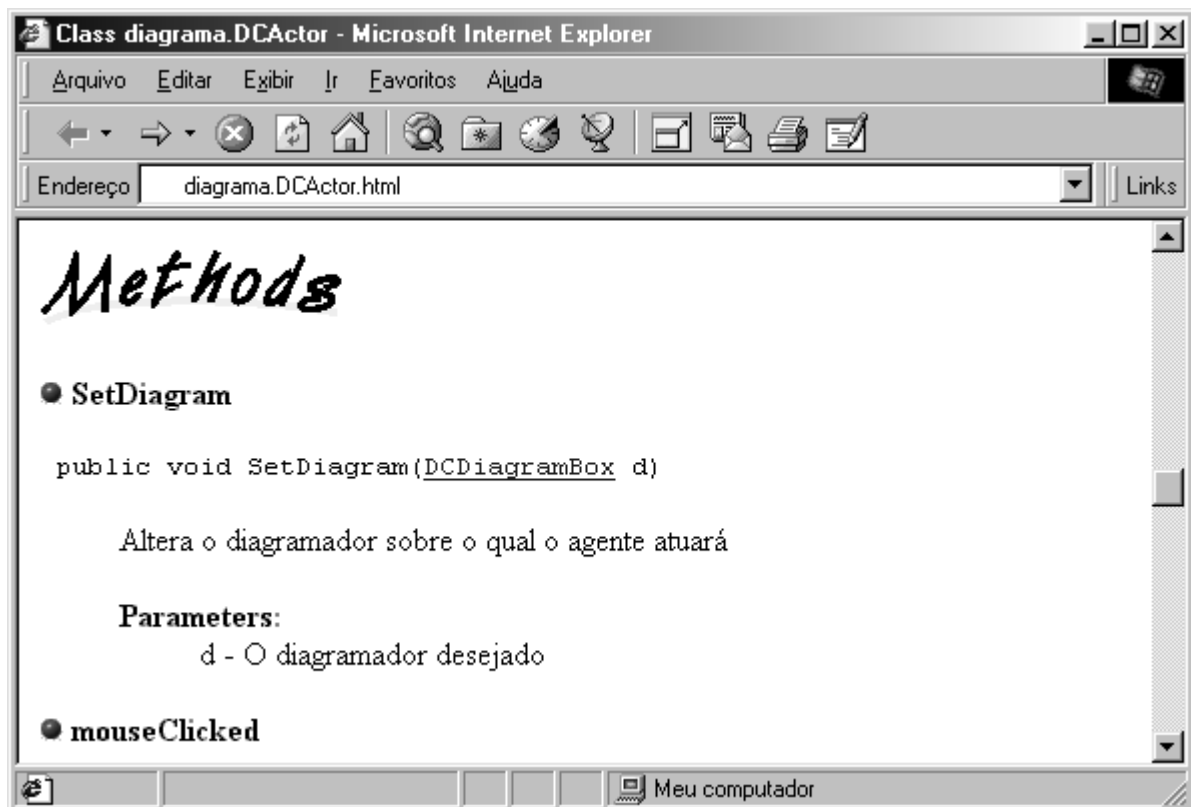 Class diagrama.DCActor - Microsoft Internet Explorer
Arquivo Editar Exibir Ir Favoritos Ajuda
Endereço diagrama.DCActor.html Links
Methods
SetDiagram
public void SetDiagram(DCDiagramBox d)
Altera o diagramador sobre o qual o agente atuará
Parameters:
d - O diagramador desejado
mouseClicked
Meu computador